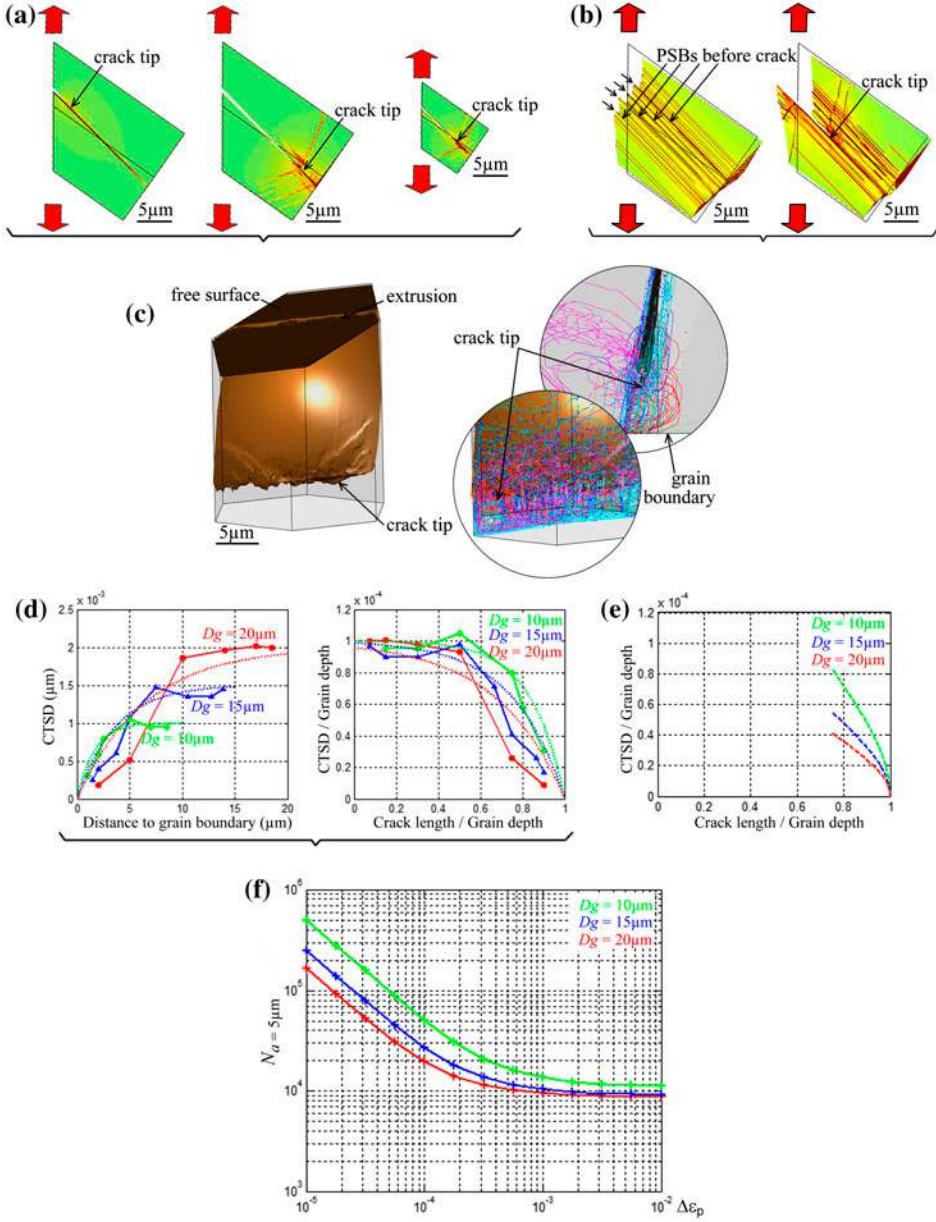 (a)
crack tip
crack tip
crack tip
5μm
5μm
5μm
(b)
PSBs before crack
crack tip
5μm
5μm
(c)
free surface
extrusion
crack tip
grain
boundary
crack tip
5μm
(d)
x 10⁻³
2.5
2
1.5
1
0.5
0
CTSD (μm)
Dg = 20μm
Dg = 15μm
Dg = 10μm
0 5 10 15 20
Distance to grain boundary (μm)
x 10⁻⁴
1.2
1
0.8
0.6
0.4
0.2
0
CTSD / Grain depth
Dg = 10μm
Dg = 15μm
Dg = 20μm
0 0.2 0.4 0.6 0.8 1
Crack length / Grain depth
(e)
x 10⁻⁴
1.2
1
0.8
0.6
0.4
0.2
0
CTSD / Grain depth
Dg = 10μm
Dg = 15μm
Dg = 20μm
0 0.2 0.4 0.6 0.8 1
Crack length / Grain depth
(f)
10⁶
10⁵
10⁴
10³
Na = 5μm
Dg = 10μm
Dg = 15μm
Dg = 20μm
10⁻⁵ 10⁻⁴ 10⁻³ 10⁻² Δεp